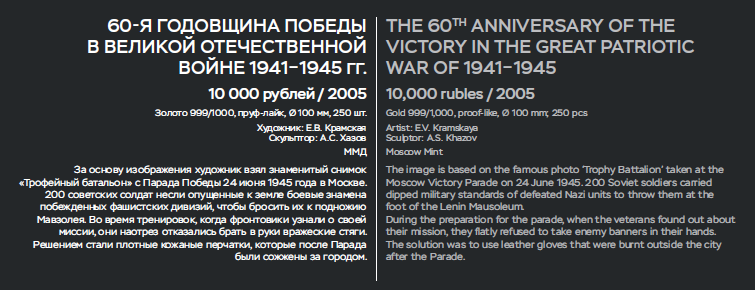 60-Я ГОДОВЩИНА ПОБЕДЫ
В ВЕЛИКОЙ ОТЕЧЕСТВЕННОЙ
ВОЙНЕ 1941–1945 гг.
10 000 рублей / 2005
Золото 999/1000, пруф-лайк, Ø 100 мм, 250 шт.
Художник: Е.В. Крамская
Скульптор: А.С. Хазов
ММД
За основу изображения художник взял знаменитый снимок
«Трофейный батальон» с Парада Победы 24 июня 1945 года в Москве.
200 советских солдат несли опущенные к земле боевые знамена
побежденных фашистских дивизий, чтобы бросить их к подножию
Мавзолея. Во время тренировок, когда фронтовики узнали о своей
миссии, они наотрез отказались брать в руки вражеские стяги.
Решением стали плотные кожаные перчатки, которые после Парада
были сожжены за городом.
THE 60TH ANNIVERSARY OF THE
VICTORY IN THE GREAT PATRIOTIC
WAR OF 1941–1945
10,000 rubles / 2005
Gold 999/1,000, proof-like, Ø 100 mm; 250 pcs
Artist: E.V. Kramskaya
Sculptor: A.S. Khazov
Moscow Mint
The image is based on the famous photo ‘Trophy Battalion’ taken at the
Moscow Victory Parade on 24 June 1945. 200 Soviet soldiers carried
dipped military standards of defeated Nazi units to throw them at the
foot of the Lenin Mausoleum.
During the preparation for the parade, when the veterans found out about
their mission, they flatly refused to take enemy banners in their hands.
The solution was to use leather gloves that were burnt outside the city
after the Parade.